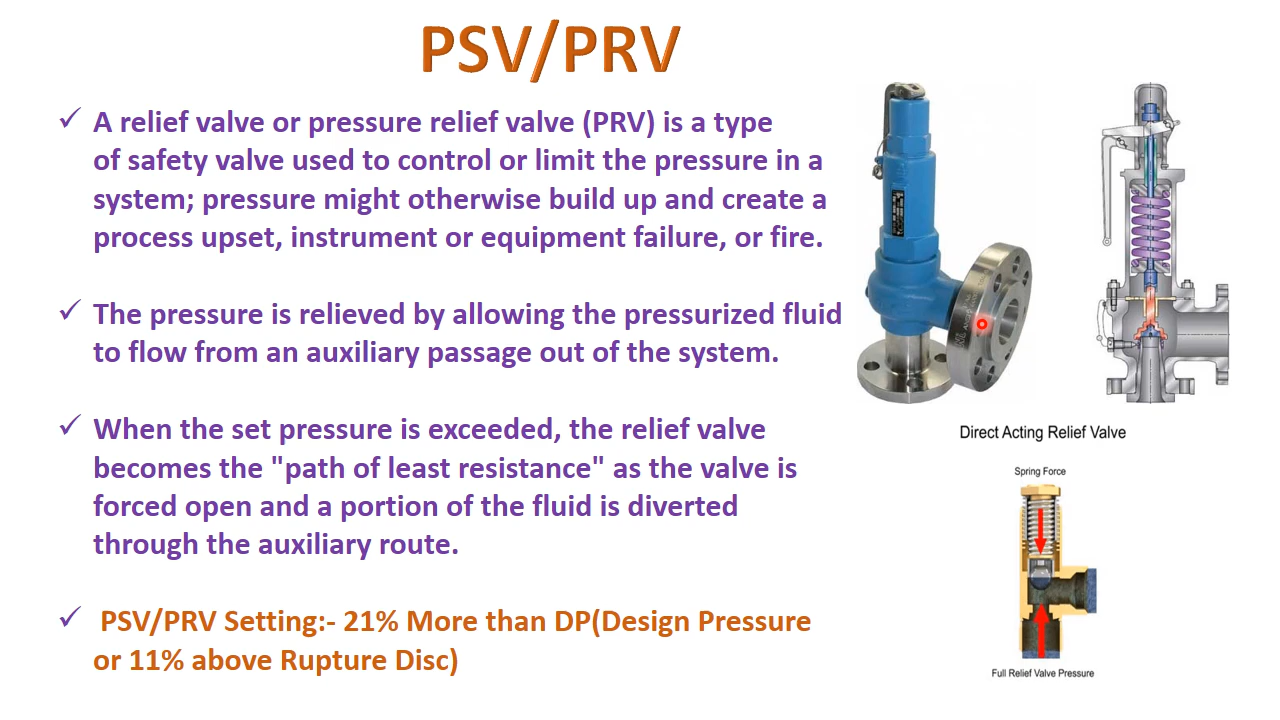 PSV/PRV
✓ A relief valve or pressure relief valve (PRV) is a type
of safety valve used to control or limit the pressure in a
system; pressure might otherwise build up and create a
process upset, instrument or equipment failure, or fire.
✓ The pressure is relieved by allowing the pressurized fluid
to flow from an auxiliary passage out of the system.
✓ When the set pressure is exceeded, the relief valve
becomes the "path of least resistance" as the valve is
forced open and a portion of the fluid is diverted
through the auxiliary route.
✓ PSV/PRV Setting:- 21% More than DP(Design Pressure
or 11% above Rupture Disc)
Direct Acting Relief Valve
Spring Force
Full Relief Valve Pressure